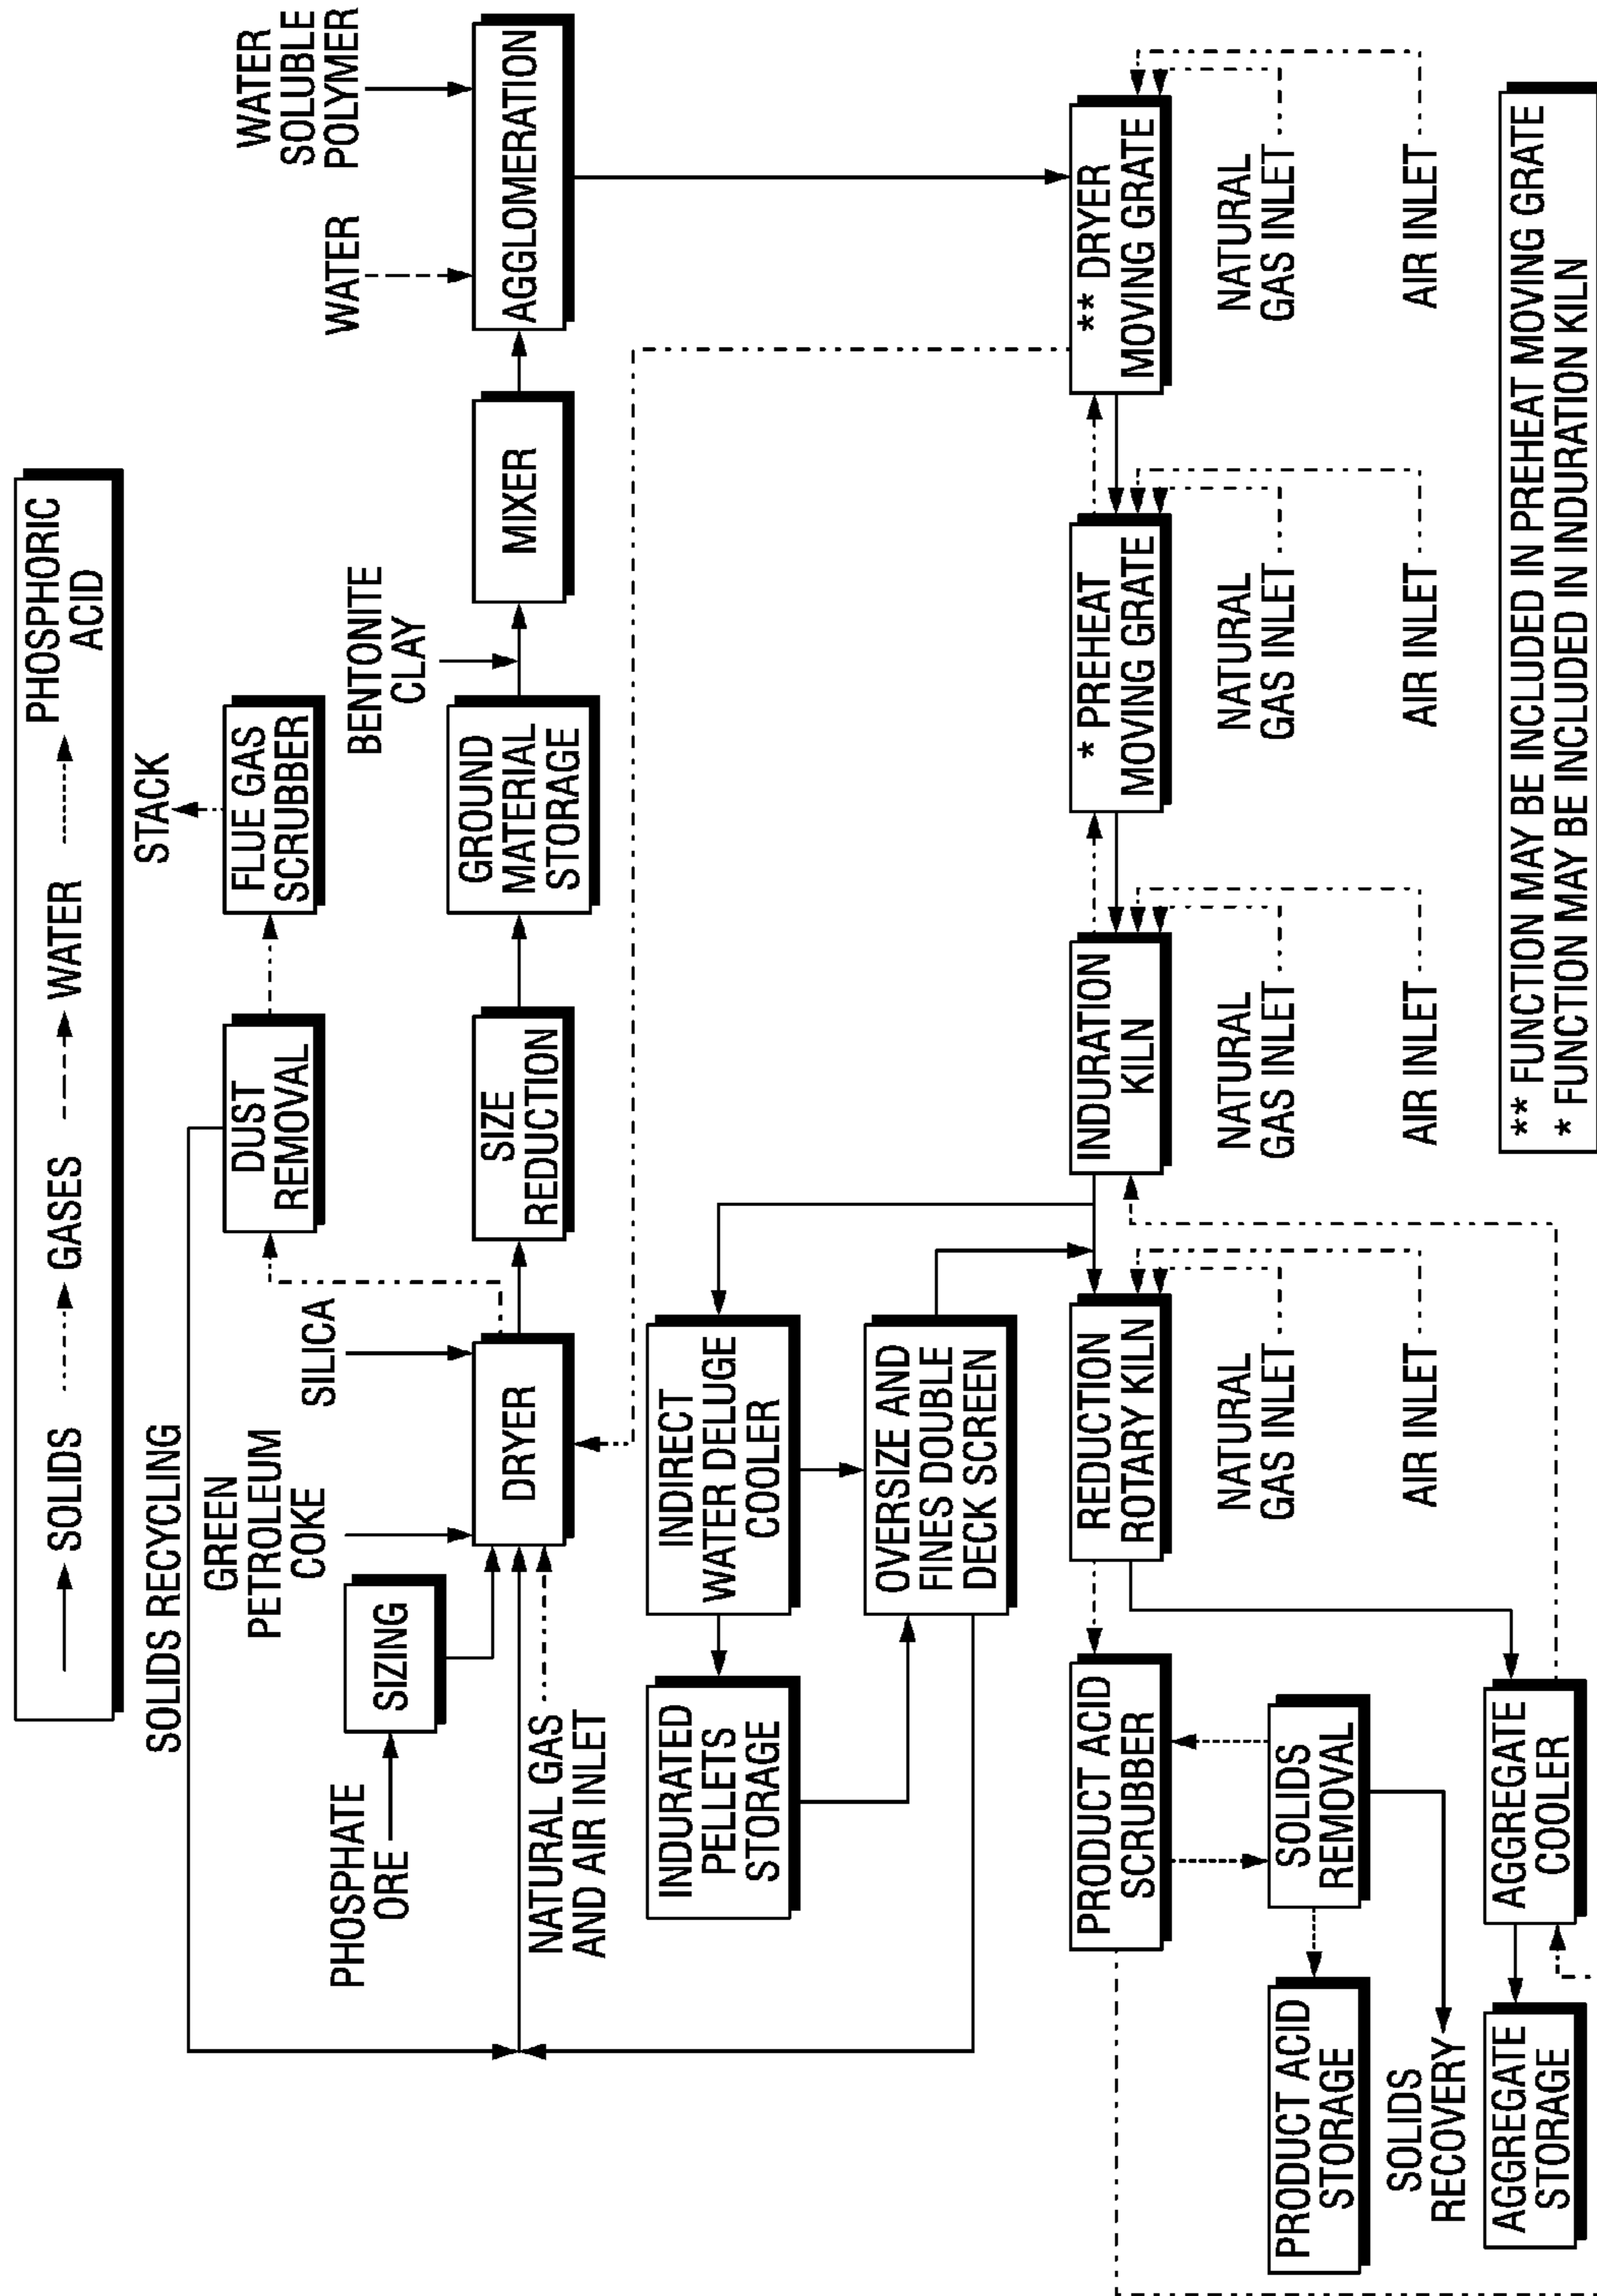 SOLIDS
GASES
WATER
PHOSPHORIC
ACID
STACK
WATER
SOLUBLE
POLYMER
SOLIDS RECYCLING
DUST
REMOVAL
FLUE GAS
SCRUBBER
GREEN
PETROLEUM
COKE
SILICA
WATER
BENTONITE
CLAY
PHOSPHATE
ORE
SIZING
DRYER
SIZE
REDUCTION
GROUND
MATERIAL
STORAGE
MIXER
AGGLOMERATION
NATURAL GAS
AND AIR INLET
INDURATED
PELLETS
STORAGE
INDIRECT
WATER DELUGE
COOLER
OVERSIZE AND
FINES DOUBLE
DECK SCREEN
PRODUCT ACID
SCRUBBER
REDUCTION
ROTARY KILN
INDURATION
KILN
* PREHEAT
MOVING GRATE
** DRYER
MOVING GRATE
NATURAL
GAS INLET
NATURAL
GAS INLET
NATURAL
GAS INLET
NATURAL
GAS INLET
PRODUCT ACID
STORAGE
SOLIDS
REMOVAL
AIR INLET
AIR INLET
AIR INLET
AIR INLET
SOLIDS
RECOVERY
AGGREGATE
STORAGE
AGGREGATE
COOLER
** FUNCTION MAY BE INCLUDED IN PREHEAT MOVING GRATE
* FUNCTION MAY BE INCLUDED IN INDURATION KILN